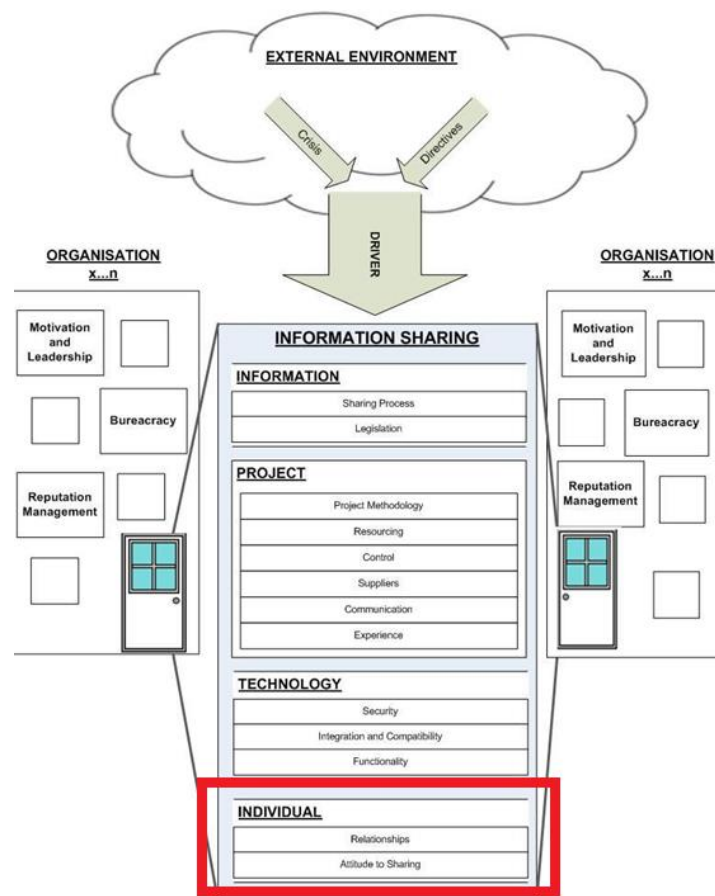 EXTERNAL ENVIRONMENT
Crisis
Directives
DRIVER
ORGANISATION
x...n
Motivation
and
Leadership
Bureacracy
Reputation
Management
INFORMATION SHARING
INFORMATION
Sharing Process
Legislation
PROJECT
Project Methodology
Resourcing
Control
Suppliers
Communication
Experience
TECHNOLOGY
Security
Integration and Compatibility
Functionality
INDIVIDUAL
Relationships
Attitude to Sharing
ORGANISATION
x...n
Motivation
and
Leadership
Bureacracy
Reputation
Management